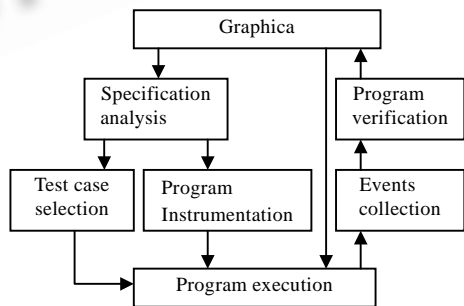 Graphica
Specification
analysis
Program
verification
Test case
selection
Program
Instrumentation
Events
collection
Program execution